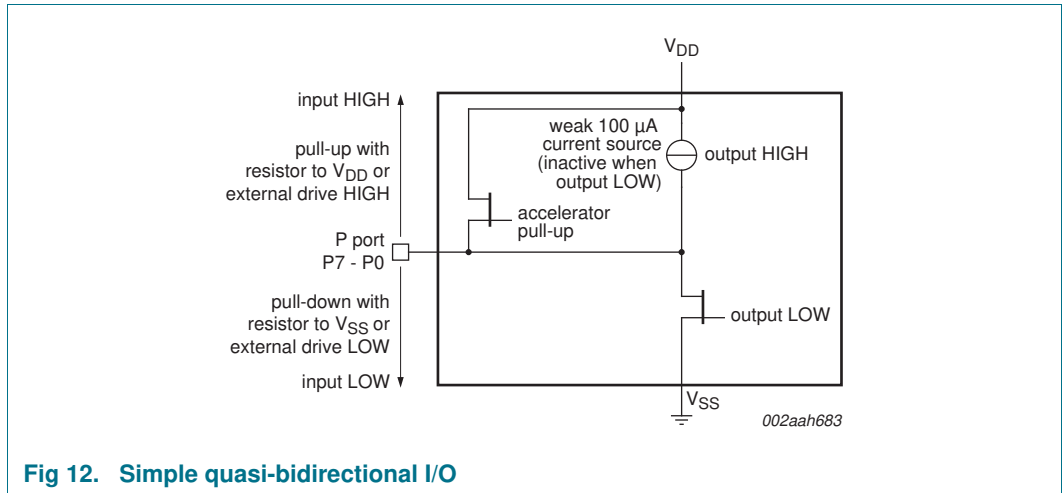 VDD
input HIGH
pull-up with
resistor to VDD or
external drive HIGH
P port
P7 - P0
pull-down with
resistor to VSS or
external drive LOW
input LOW
weak 100 µA
current source
(inactive when
output LOW)
output HIGH
accelerator
pull-up
output LOW
VSS
002aah683
Fig 12. Simple quasi-bidirectional I/O